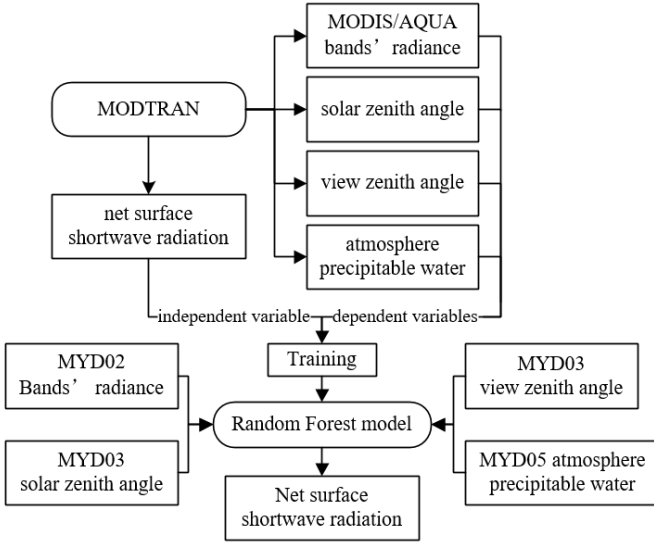 MODIS/AQUA
bands’ radiance
MODTRAN
solar zenith angle
view zenith angle
net surface
shortwave radiation
atmosphere
precipitable water
independent variable
dependent variables
Training
MYD02
Bands’ radiance
MYD03
view zenith angle
Random Forest model
MYD03
solar zenith angle
MYD05 atmosphere
precipitable water
Net surface
shortwave radiation